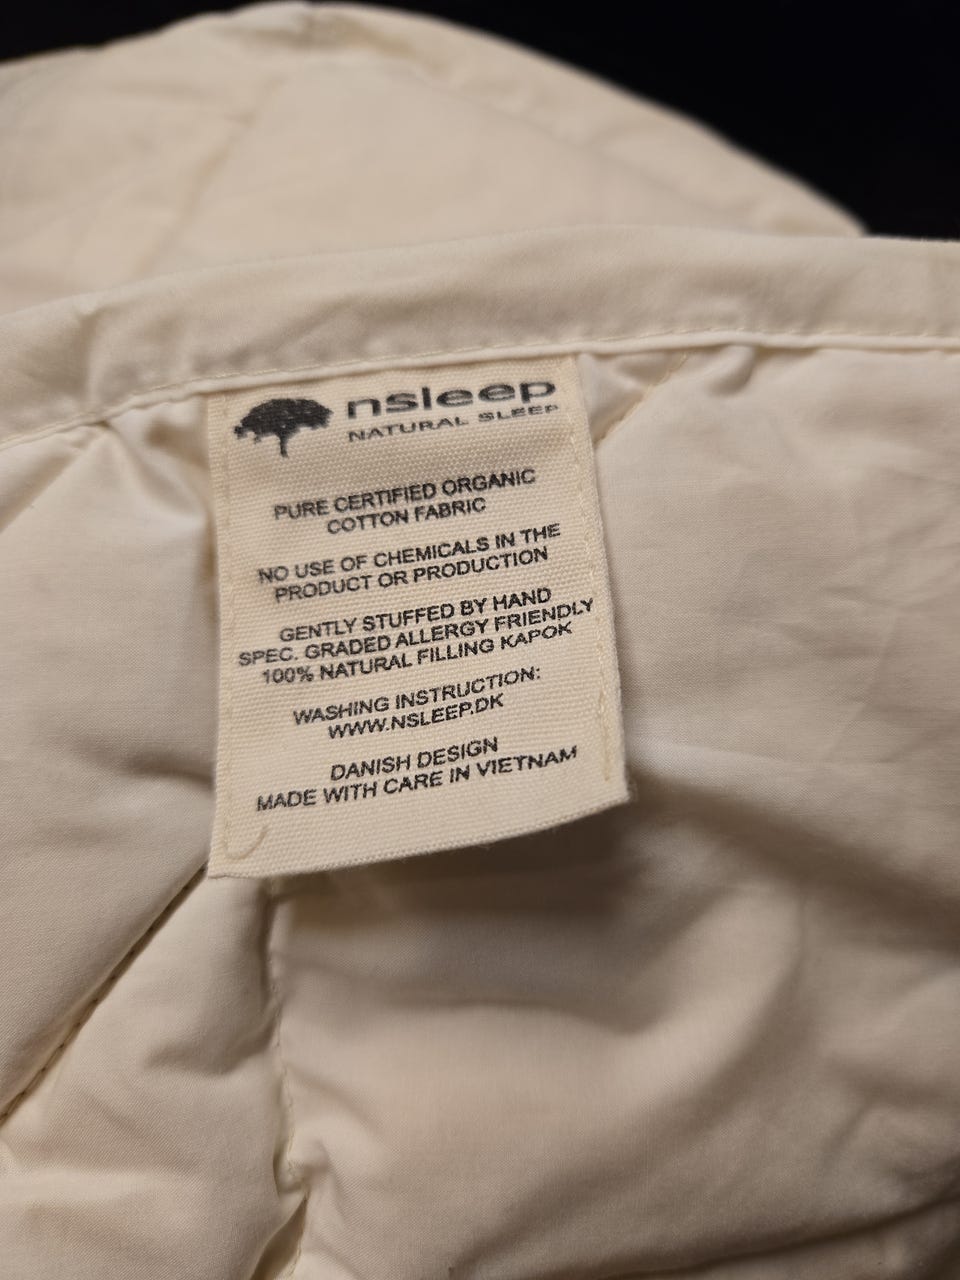 nsleep
NATURAL SLEEP
PURE CERTIFIED ORGANIC
COTTON FABRIC
NO USE OF CHEMICALS IN THE
PRODUCT OR PRODUCTION
GENTLY STUFFED BY HAND
SPEC. GRADED ALLERGY FRIENDLY
100% NATURAL FILLING KAPOK
WASHING INSTRUCTION:
WWW.NSLEEP.DK
DANISH DESIGN
MADE WITH CARE IN VIETNAM